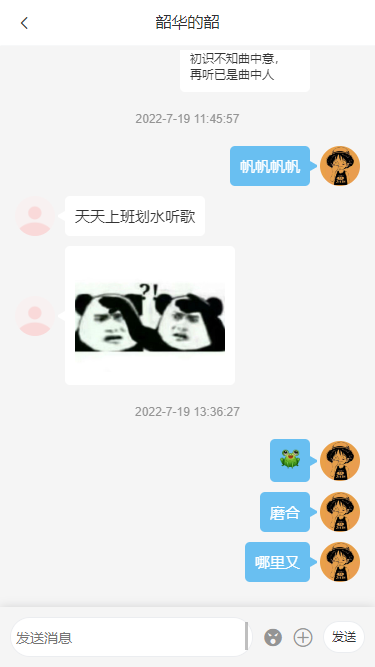 韶华的韶
初识不知曲中意，
再听已是曲中人
2022-7-19 11:45:57
帆帆帆帆
天天上班划水听歌
?!
2022-7-19 13:36:27
磨合
哪里又
发送消息
发送